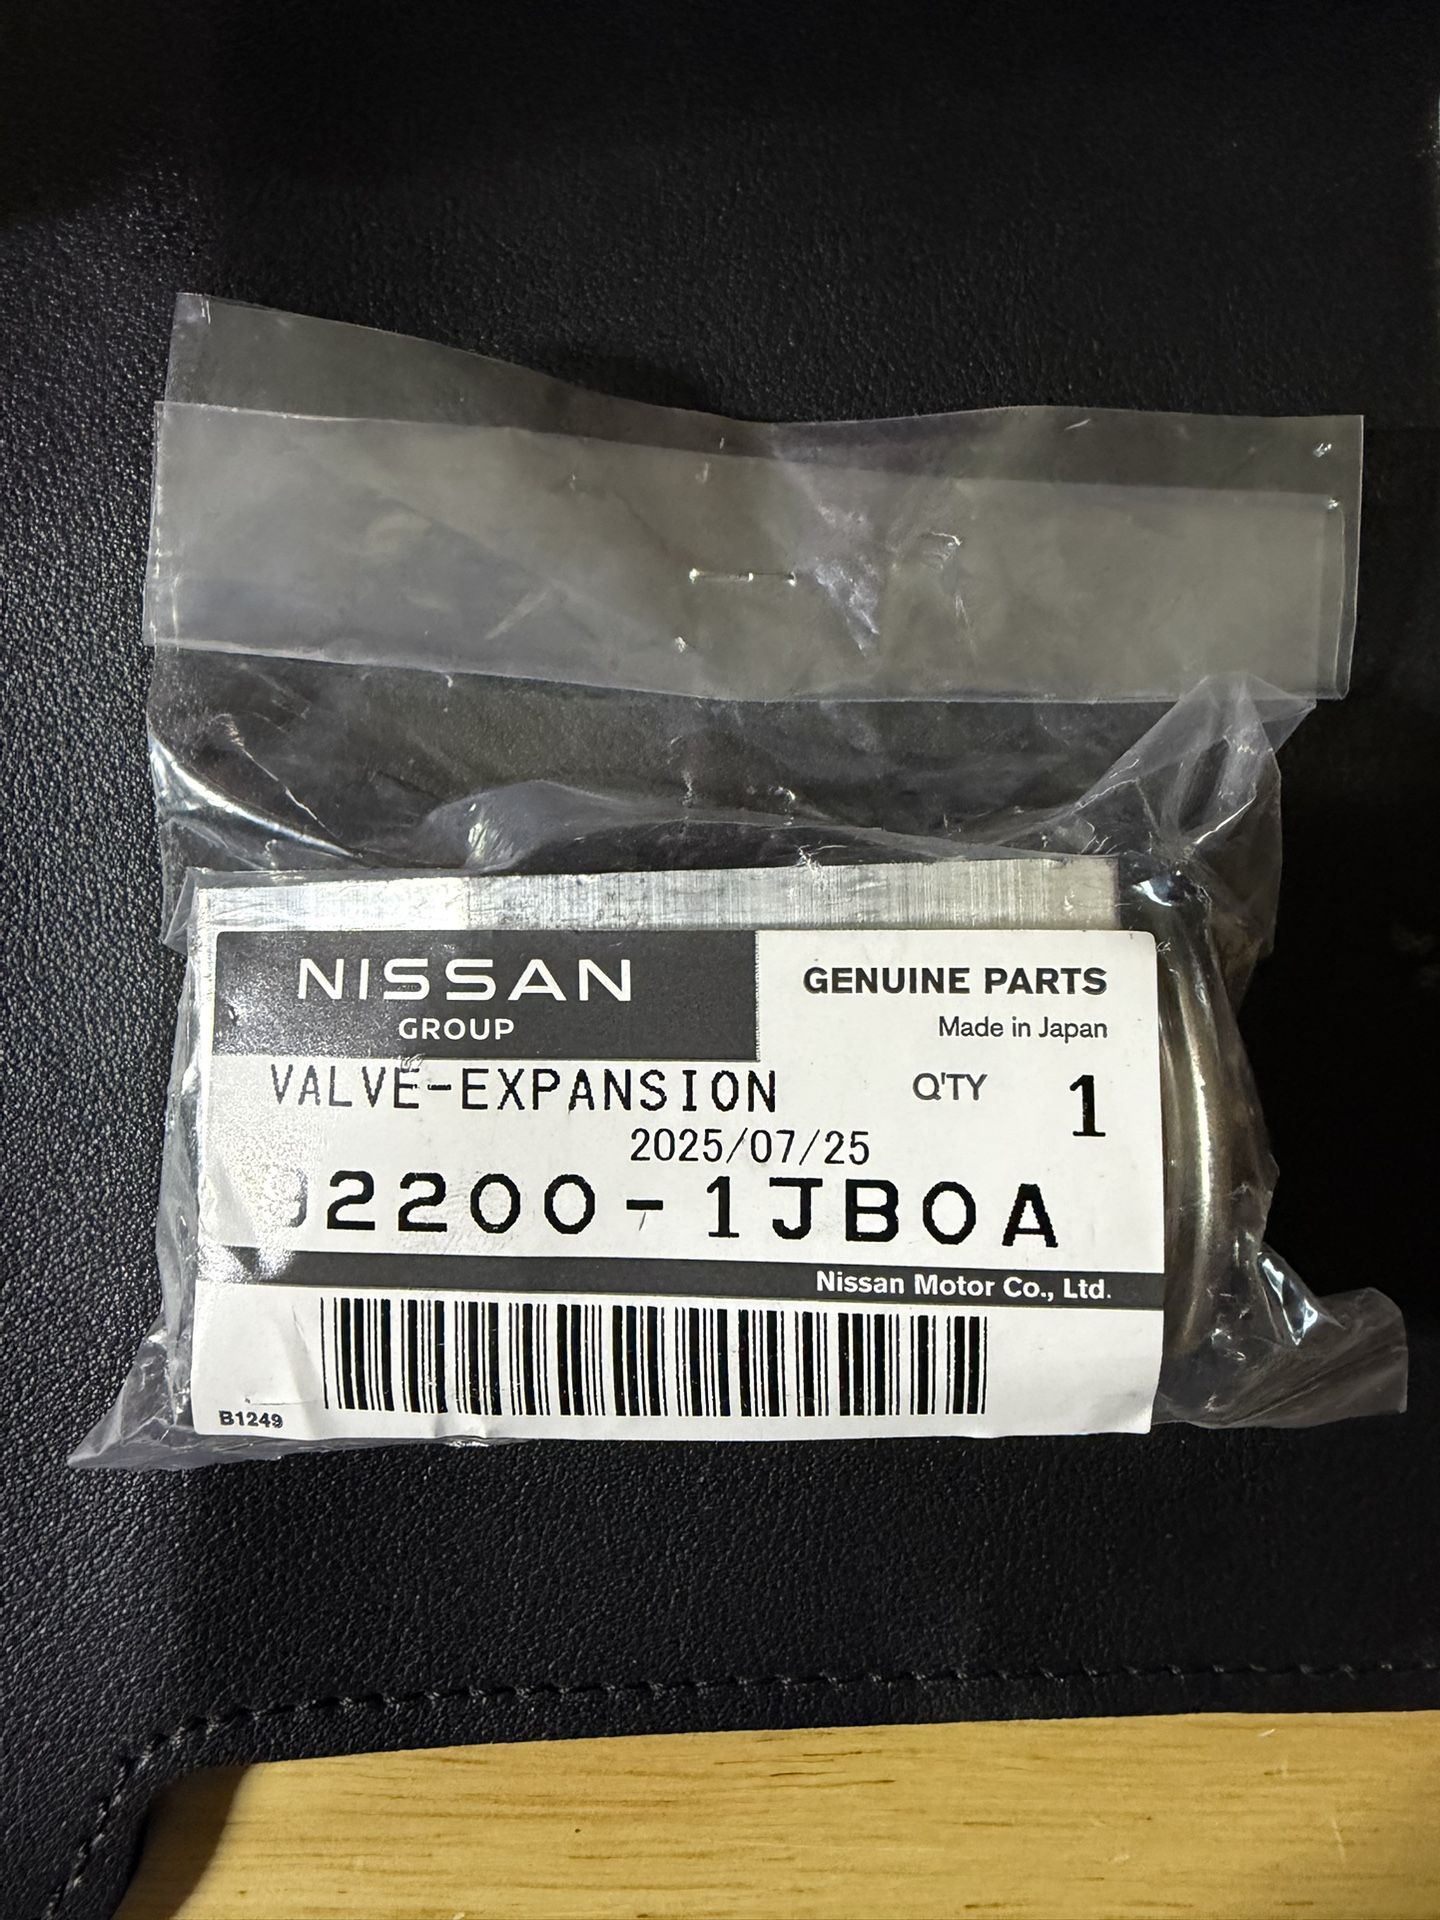 NISSAN
GROUP
GENUINE PARTS
Made in Japan
VALVE-EXPANSION
Q'TY 1
2025/07/25
92200-1JB0A
Nissan Motor Co., Ltd.
B1249